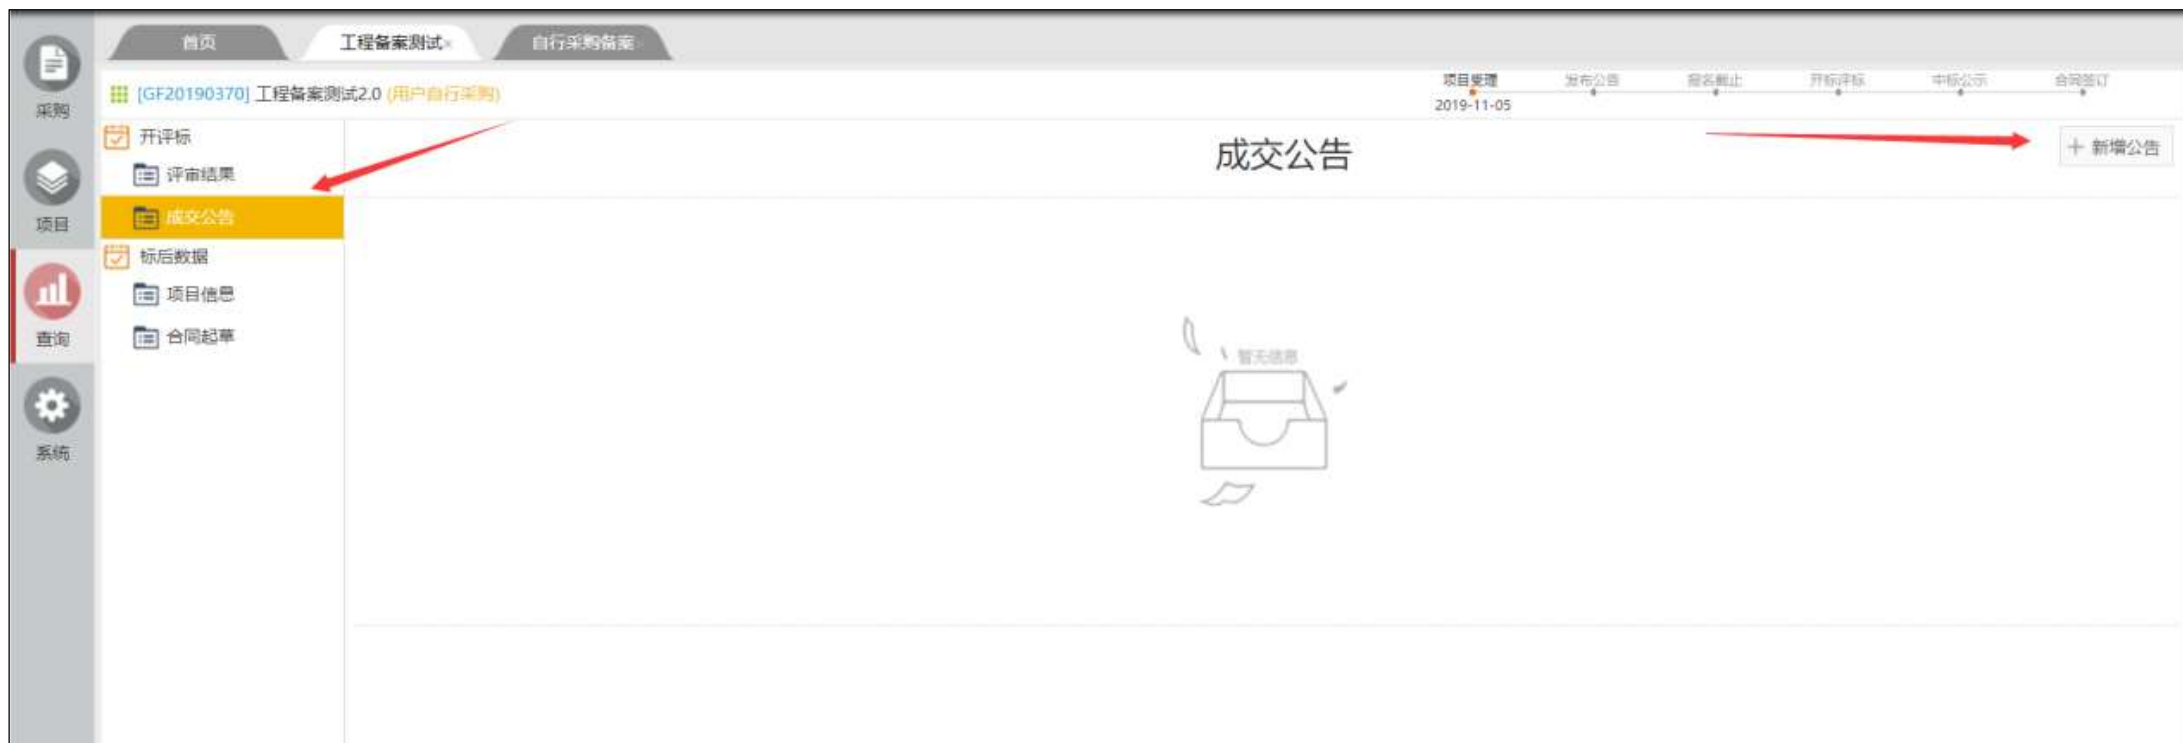 首页
工程备案测试×
自行采购备案×
采购
项目
查询
系统
[GF20190370] 工程备案测试2.0 (用户自行采购)
项目受理
2019-11-05
发布公告
报名截止
开标评标
中标公示
合同签订
开评标
评审结果
成交公告
标后数据
项目信息
合同起草
成交公告
+ 新增公告
暂无信息